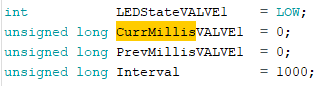 int LEDStateVALVE1 = LOW;
unsigned long CurrMillisVALVE1 = 0;
unsigned long PrevMillisVALVE1 = 0;
unsigned long Interval = 1000;